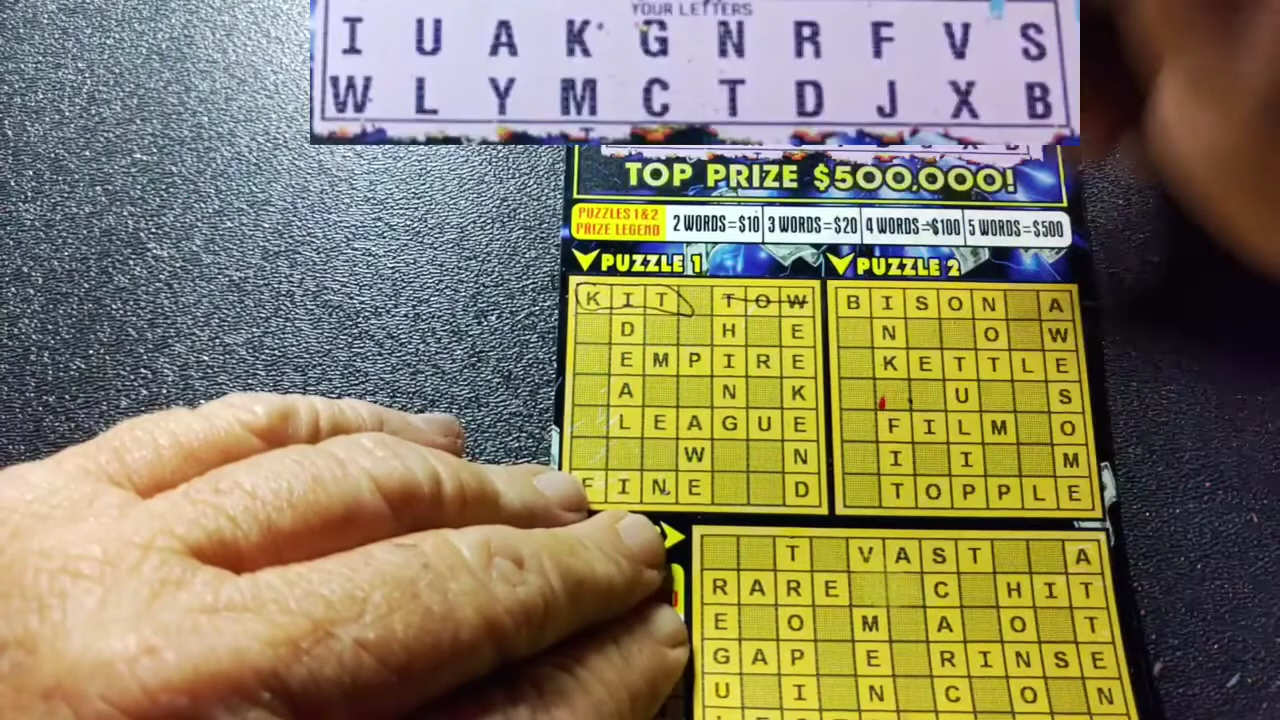 YOUR LETTERS
I U A K G N R F V S
W L Y M C T D J X B
TOP PRIZE $500,000!
PUZZLES 1&2 PRIZE LEGEND 2 WORDS=$10 3 WORDS=$20 4 WORDS=$100 5 WORDS=$500
PUZZLE 1
K I T T O W
D H E
E M P I R E
A N K
L E A G U E
W N
F I N E D
PUZZLE 2
B I S O N A
N O W
K E T T L E
U S
F I L M O
I I M
T O P P L E
T V A S T A
R A R E C H I T
E O M A O T
G A P E R I N S E
U I N C O N